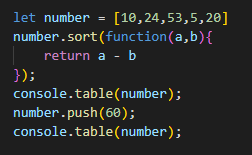 let number = [10,24,53,5,20]
number.sort(function(a,b){
    return a - b
});
console.table(number);
number.push(60);
console.table(number);